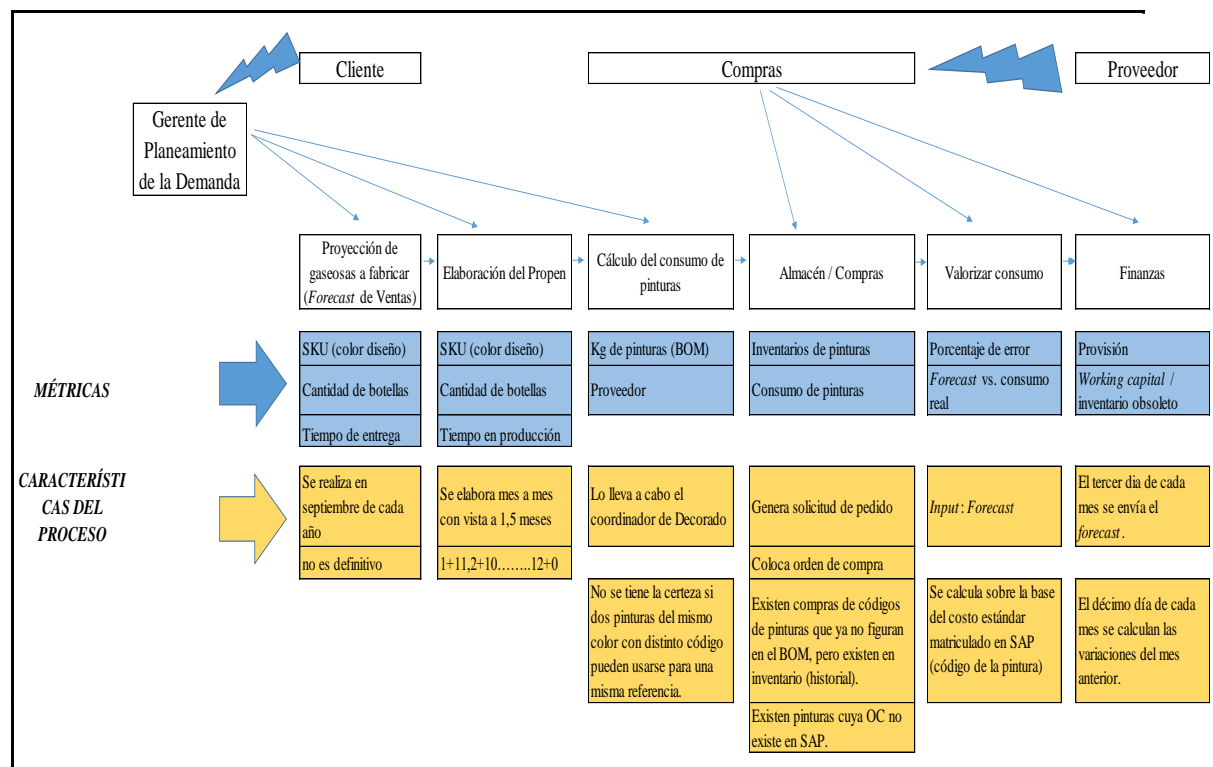 Cliente
Compras
Proveedor
Gerente de
Planeamiento
de la Demanda
Proyección de
gaseosas a fabricar
(Forecast de Ventas)
Elaboración del Propen
Cálculo del consumo de
pinturas
Almacén / Compras
Valorizar consumo
Finanzas
MÉTRICAS
SKU (color diseño)
Cantidad de botellas
Tiempo de entrega
SKU (color diseño)
Cantidad de botellas
Tiempo en producción
Kg de pinturas (BOM)
Proveedor
Inventarios de pinturas
Consumo de pinturas
Porcentaje de error
Forecast vs. consumo
real
Provisión
Working capital /
inventario obsoleto
CARACTERÍSTI
CAS DEL
PROCESO
Se realiza en
septiembre de cada
año
no es definitivo
Se elabora mes a mes
con vista a 1,5 meses
1+11,2+10……..12+0
Lo lleva a cabo el
coordinador de Decorado
No se tiene la certeza si
dos pinturas del mismo
color con distinto código
pueden usarse para una
misma referencia.
Genera solicitud de pedido
Coloca orden de compra
Existen compras de códigos
de pinturas que ya no figuran
en el BOM, pero existen en
inventario (historial).
Existen pinturas cuya OC no
existe en SAP.
Input: Forecast
Se calcula sobre la base
del costo estándar
matriculado en SAP
(código de la pintura)
El tercer dia de cada
mes se envía el
forecast.
El décimo día de cada
mes se calculan las
variaciones del mes
anterior.